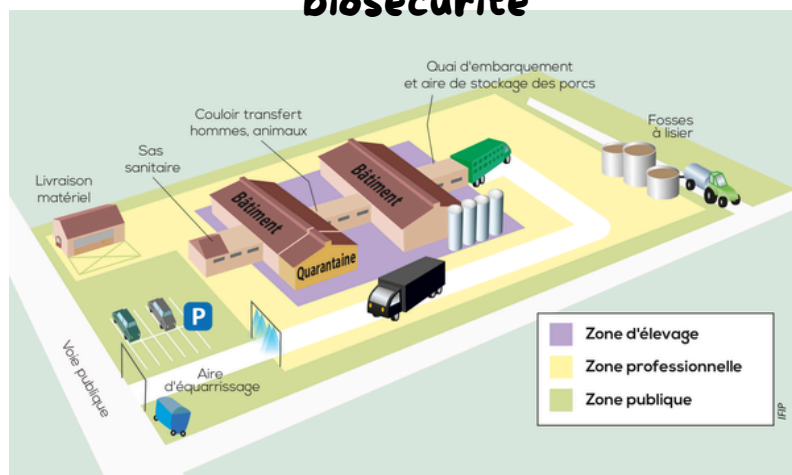 biosécurité
Quai d'embarquement
et aire de stockage des porcs
Couloir transfert
hommes, animaux
Fosses
à lisier
Sas
sanitaire
Livraison
matériel
Bâtiment
Bâtiment
Quarantaine
P
Voie publique
Aire
d'équarrissage
Zone d'élevage
Zone professionnelle
Zone publique
IFIP